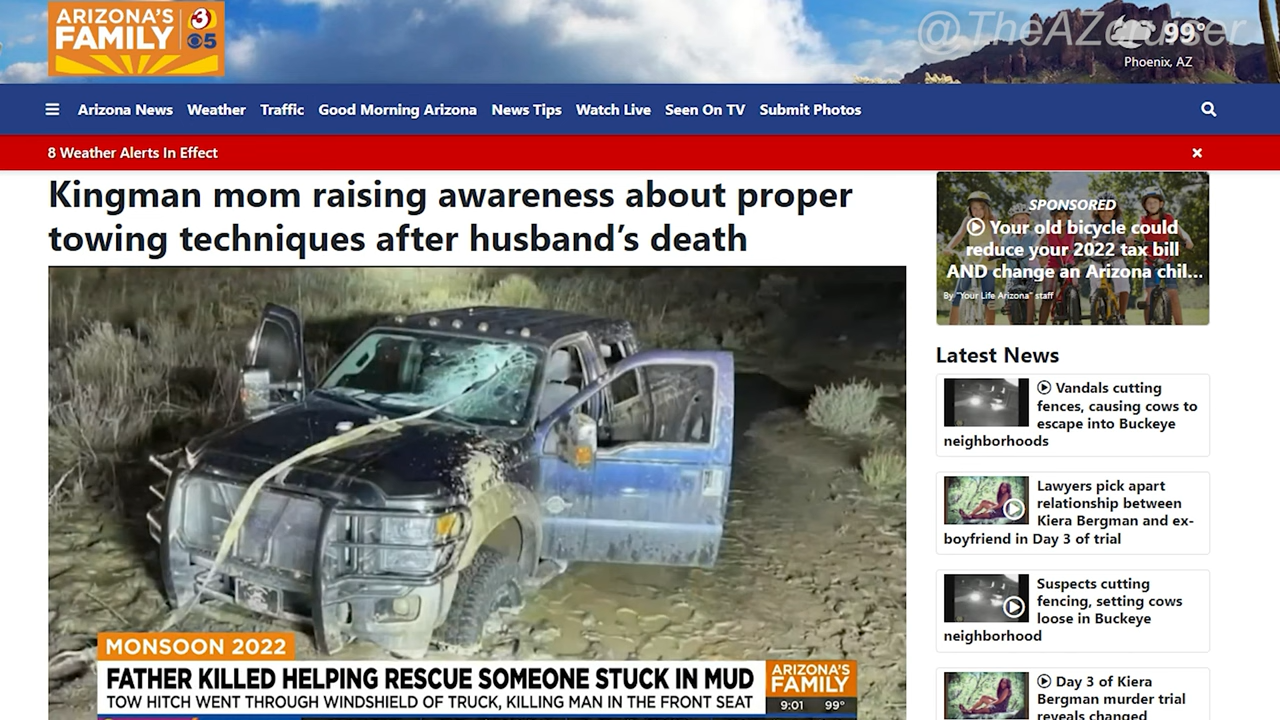 ARIZONA'S
FAMILY
3
5
@TheAZcruiser
99°
Phoenix, AZ
Arizona News Weather Traffic Good Morning Arizona News Tips Watch Live Seen On TV Submit Photos
8 Weather Alerts In Effect
Kingman mom raising awareness about proper
towing techniques after husband's death
SPONSORED
Your old bicycle could
reduce your 2022 tax bill
AND change an Arizona chil...
By "Your Life Arizona" staff
Latest News
Vandals cutting
fences, causing cows to
escape into Buckeye
neighborhoods
Lawyers pick apart
relationship between
Kiera Bergman and ex-
boyfriend in Day 3 of trial
Suspects cutting
fencing, setting cows
loose in Buckeye
neighborhood
Day 3 of Kiera
Bergman murder trial
reveals changed
MONSOON 2022
FATHER KILLED HELPING RESCUE SOMEONE STUCK IN MUD
TOW HITCH WENT THROUGH WINDSHIELD OF TRUCK, KILLING MAN IN THE FRONT SEAT
ARIZONA'S
FAMILY
9:01 99°